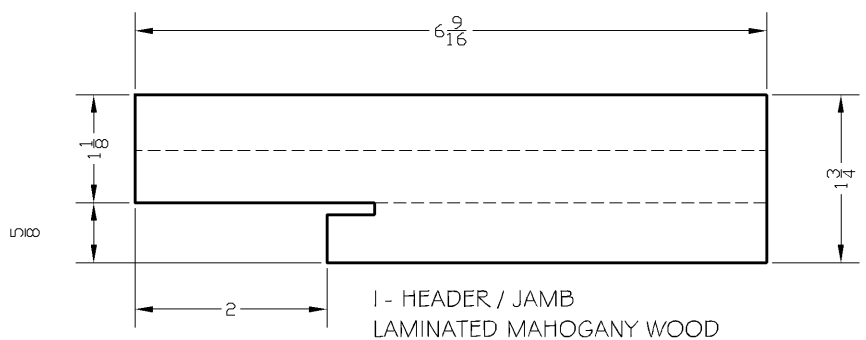 6 9/16
1 1/8
1 3/4
5/8
2
1 - HEADER / JAMB
LAMINATED MAHOGANY WOOD